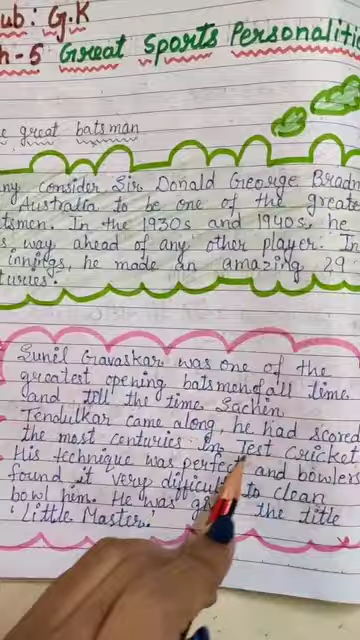 ub: G.K
h-5 Great Sports Personaliti
e great batsman
ny consider Sir Donald George Brad
Australia to be one of the greate
tsmen. In the 1930s and 1940s, he
s, way ahead of any other player. In
innings, he made an amazing 29
turies.
Sunil Gavaskar was one of the
greatest opening batsmen of all time
and till the time Sachin
Tendulkar came along, he had scored
the most centuries in Test cricket
His technique was perfect and bowlers
found it very difficult to clean
bowl him. He was the title
'Little Master.'